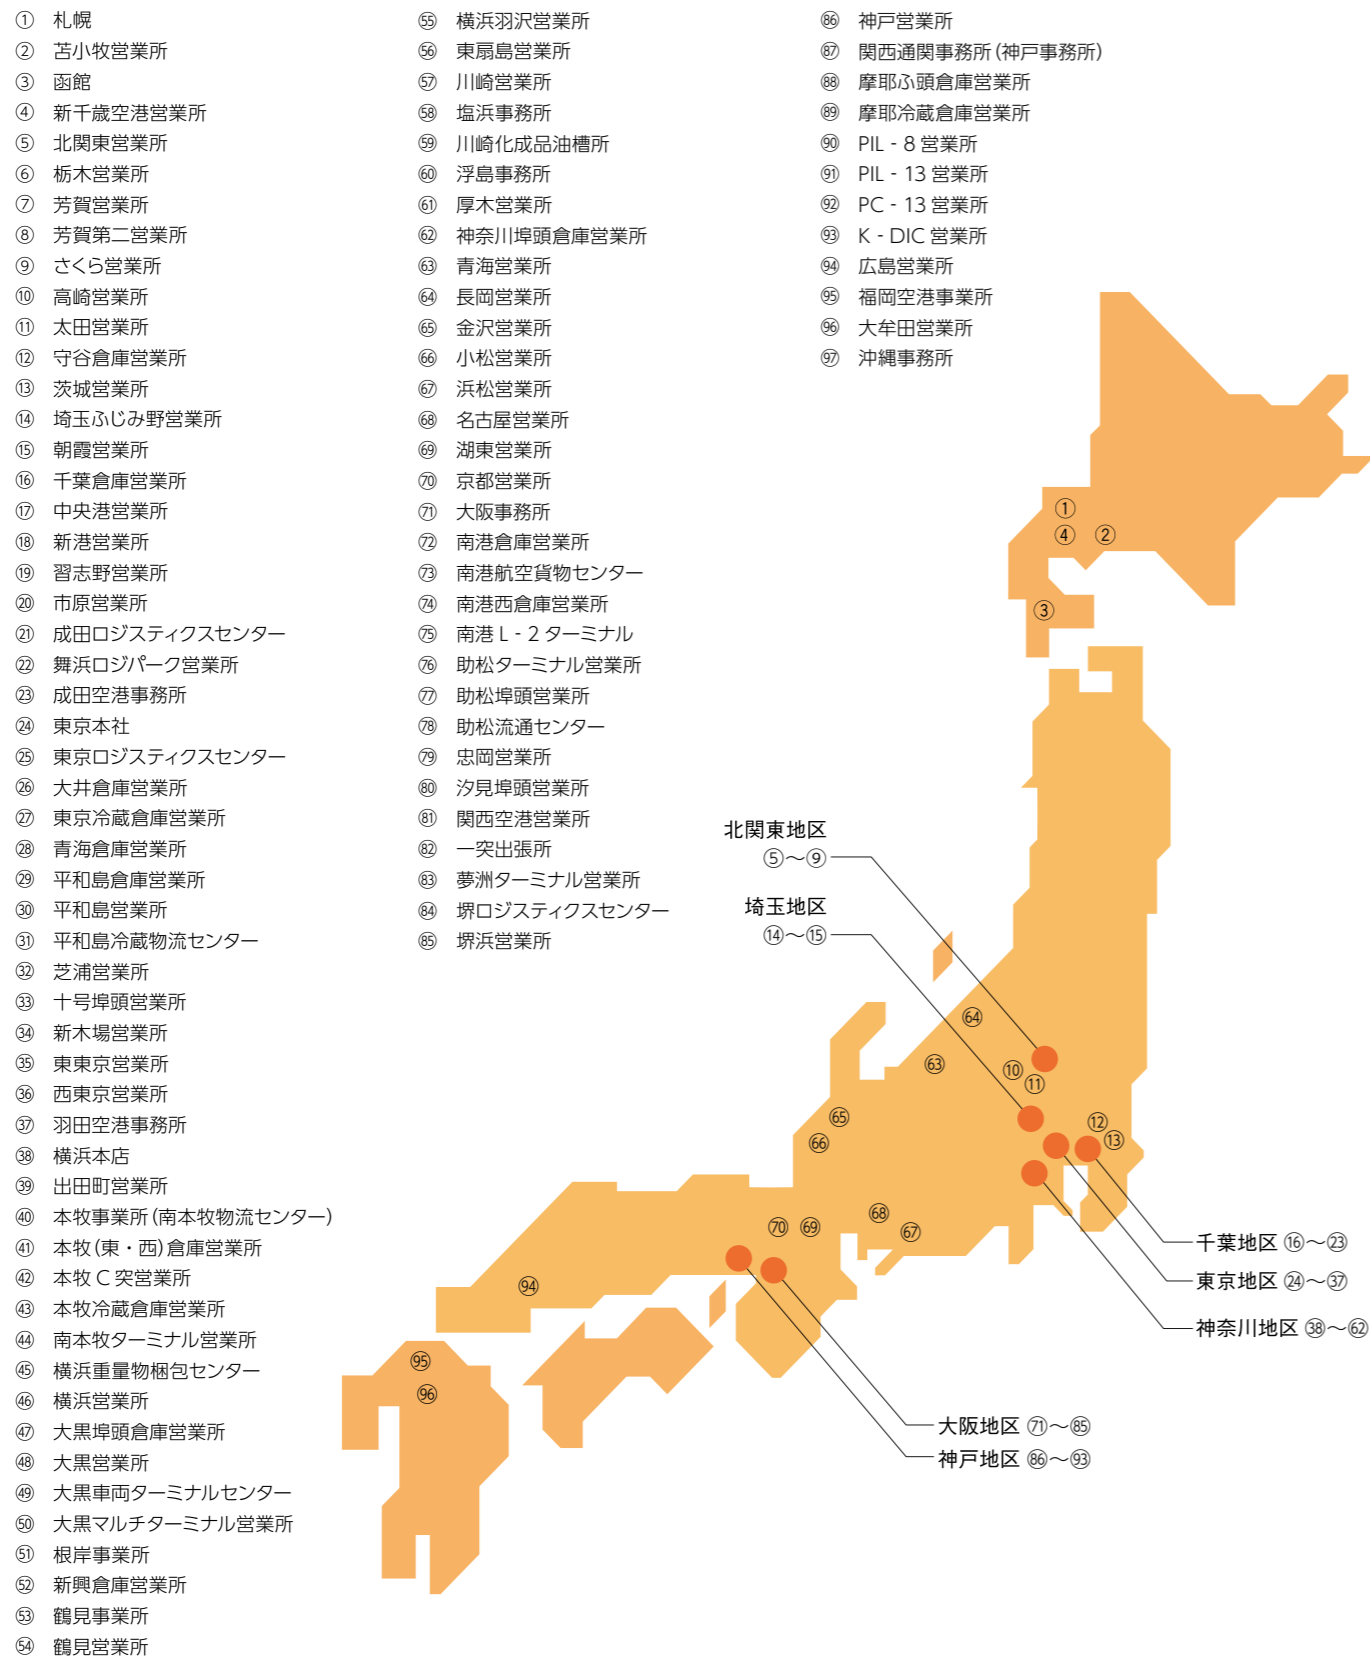 ① 札幌
② 苫小牧営業所
③ 函館
④ 新千歳空港営業所
⑤ 北関東営業所
⑥ 栃木営業所
⑦ 芳賀営業所
⑧ 芳賀第二営業所
⑨ さくら営業所
⑩ 高崎営業所
⑪ 太田営業所
⑫ 守谷倉庫営業所
⑬ 茨城営業所
⑭ 埼玉ふじみ野営業所
⑮ 朝霞営業所
⑯ 千葉倉庫営業所
⑰ 中央港営業所
⑱ 新港営業所
⑲ 習志野営業所
⑳ 市原営業所
㉑ 成田ロジスティクスセンター
㉒ 舞浜ロジパーク営業所
㉓ 成田空港事務所
㉔ 東京本社
㉕ 東京ロジスティクスセンター
㉖ 大井倉庫営業所
㉗ 東京冷蔵倉庫営業所
㉘ 青海倉庫営業所
㉙ 平和島倉庫営業所
㉚ 平和島営業所
㉛ 平和島冷蔵物流センター
㉜ 芝浦営業所
㉝ 十号埠頭営業所
㉞ 新木場営業所
㉟ 東東京営業所
㊱ 西東京営業所
㊲ 羽田空港事務所
㊳ 横浜本店
㊴ 出田町営業所
㊵ 本牧事業所(南本牧物流センター)
㊶ 本牧(東・西)倉庫営業所
㊷ 本牧 C 突営業所
㊸ 本牧冷蔵倉庫営業所
㊹ 南本牧ターミナル営業所
㊺ 横浜重量物梱包センター
㊻ 横浜営業所
㊼ 大黒埠頭倉庫営業所
㊽ 大黒営業所
㊾ 大黒車両ターミナルセンター
㊿ 大黒マルチターミナル営業所
51 根岸事業所
52 新興倉庫営業所
53 鶴見事業所
54 鶴見営業所
55 横浜羽沢営業所
56 東扇島営業所
57 川崎営業所
58 塩浜事務所
59 川崎化成品油槽所
60 浮島事務所
61 厚木営業所
62 神奈川埠頭倉庫営業所
63 青海営業所
64 長岡営業所
65 金沢営業所
66 小松営業所
67 浜松営業所
68 名古屋営業所
69 湖東営業所
70 京都営業所
71 大阪事務所
72 南港倉庫営業所
73 南港航空貨物センター
74 南港西倉庫営業所
75 南港 L - 2 ターミナル
76 助松ターミナル営業所
77 助松埠頭営業所
78 助松流通センター
79 忠岡営業所
80 汐見埠頭営業所
81 関西空港営業所
82 一突出張所
83 夢洲ターミナル営業所
84 堺ロジスティクスセンター
85 堺浜営業所
86 神戸営業所
87 関西通関事務所(神戸事務所)
88 摩耶ふ頭倉庫営業所
89 摩耶冷蔵倉庫営業所
90 PIL - 8 営業所
91 PIL - 13 営業所
92 PC - 13 営業所
93 K - DIC 営業所
94 広島営業所
95 福岡空港事業所
96 大牟田営業所
97 沖縄事務所
①
④ ②
③
北関東地区
⑤～⑨
埼玉地区
⑭～⑮
64
63
⑩
⑪
65
66
⑫
⑬
68
70 69
67
94
95
96
千葉地区 ⑯～㉓
東京地区 ㉔～㊲
神奈川地区 ㊳～62
大阪地区 71～85
神戸地区 86～93